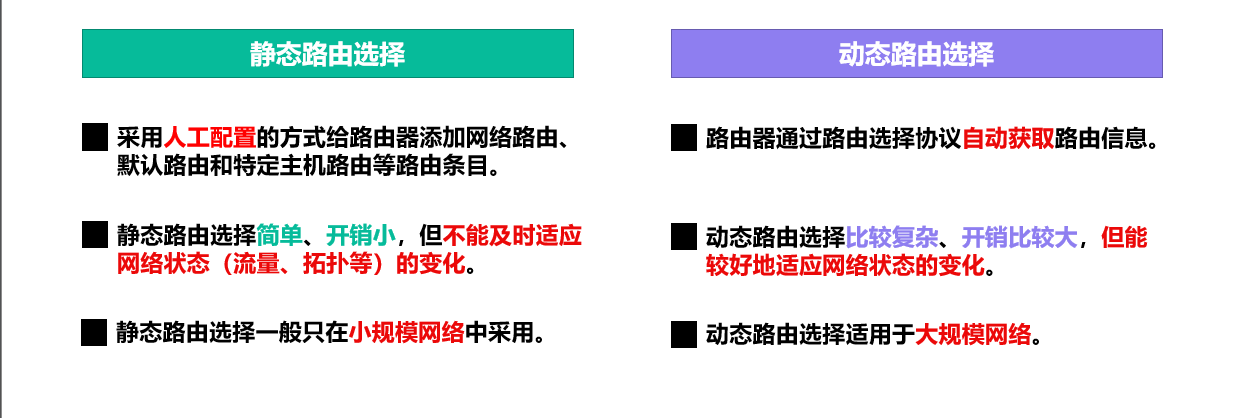 静态路由选择
采用人工配置的方式给路由器添加网络路由、
默认路由和特定主机路由等路由条目。
静态路由选择简单、开销小，但不能及时适应
网络状态（流量、拓扑等）的变化。
静态路由选择一般只在小规模网络中采用。
动态路由选择
路由器通过路由选择协议自动获取路由信息。
动态路由选择比较复杂、开销比较大，但能
较好地适应网络状态的变化。
动态路由选择适用于大规模网络。